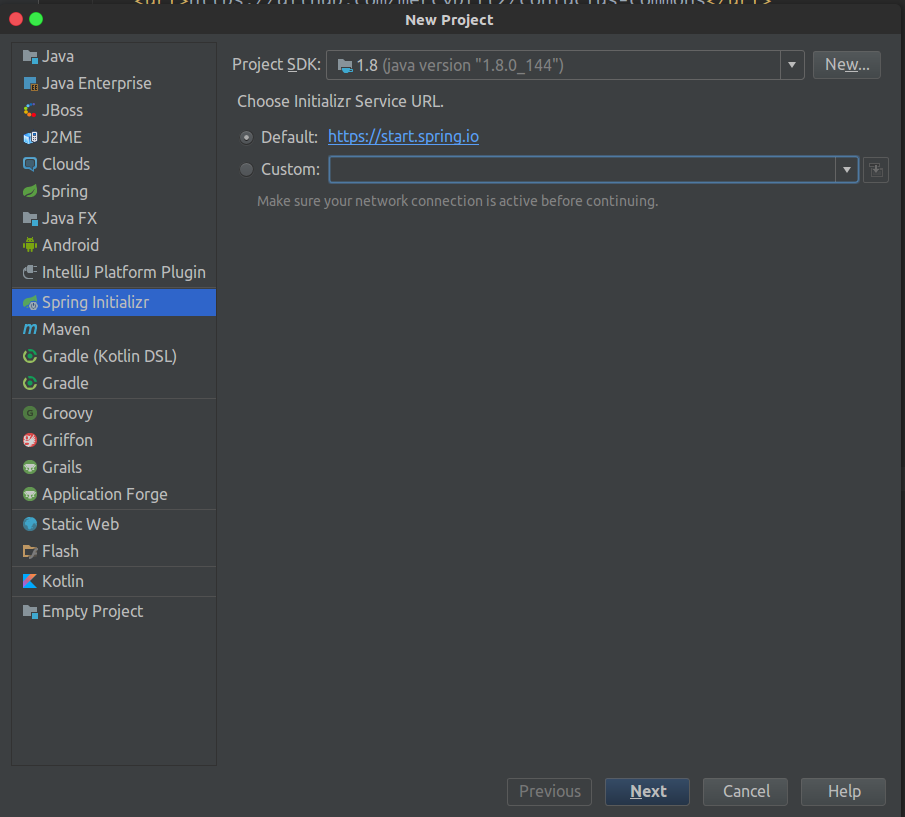 New Project
Java
Java Enterprise
JBoss
J2ME
Clouds
Spring
Java FX
Android
IntelliJ Platform Plugin
Spring Initializr
Maven
Gradle (Kotlin DSL)
Gradle
Groovy
Griffon
Grails
Application Forge
Static Web
Flash
Kotlin
Empty Project
Project SDK: 1.8 (java version "1.8.0_144") New...
Choose Initializr Service URL.
Default: https://start.spring.io
Custom:
Make sure your network connection is active before continuing.
Previous Next Cancel Help